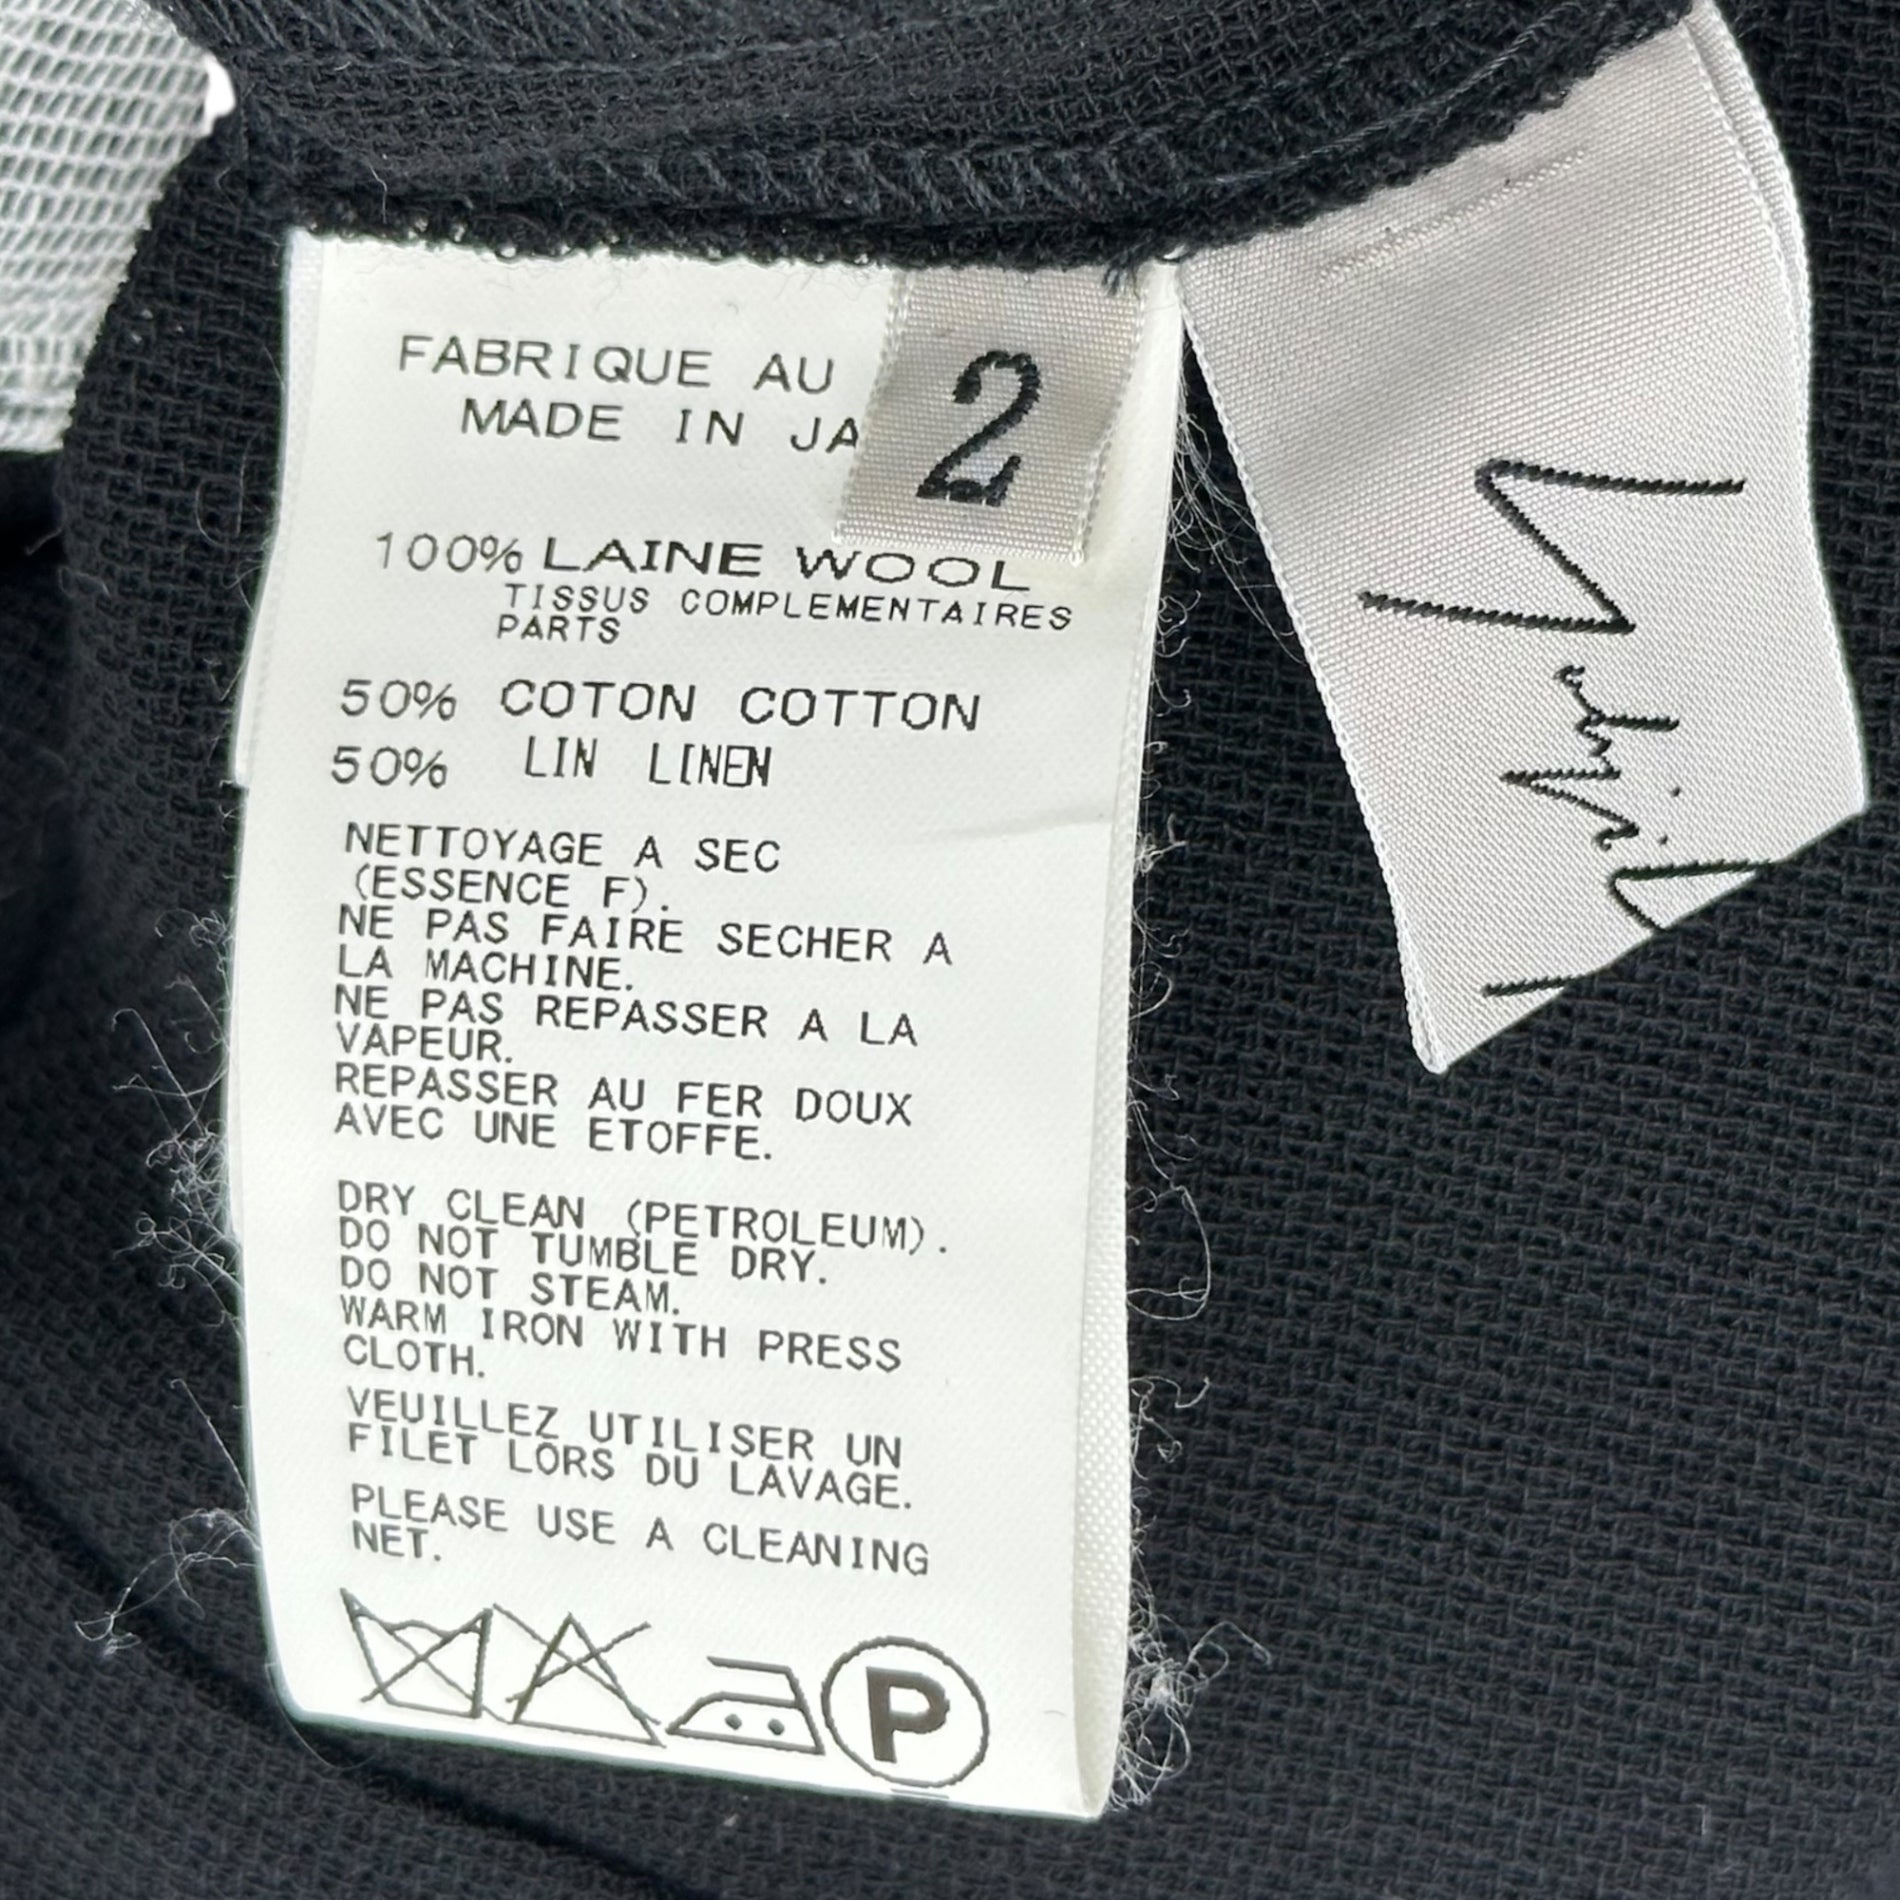 FABRIQUE AU
MADE IN JA
2
100% LAINE WOOL
TISSUS COMPLEMENTAIRES
PARTS
50% COTON COTTON
50% LIN LINEN
NETTOYAGE A SEC
(ESSENCE F).
NE PAS FAIRE SECHER A
LA MACHINE.
NE PAS REPASSER A LA
VAPEUR.
REPASSER AU FER DOUX
AVEC UNE ETOFFE.
DRY CLEAN (PETROLEUM).
DO NOT TUMBLE DRY.
DO NOT STEAM.
WARM IRON WITH PRESS
CLOTH.
VEUILLEZ UTILISER UN
FILET LORS DU LAVAGE.
PLEASE USE A CLEANING
NET.
P